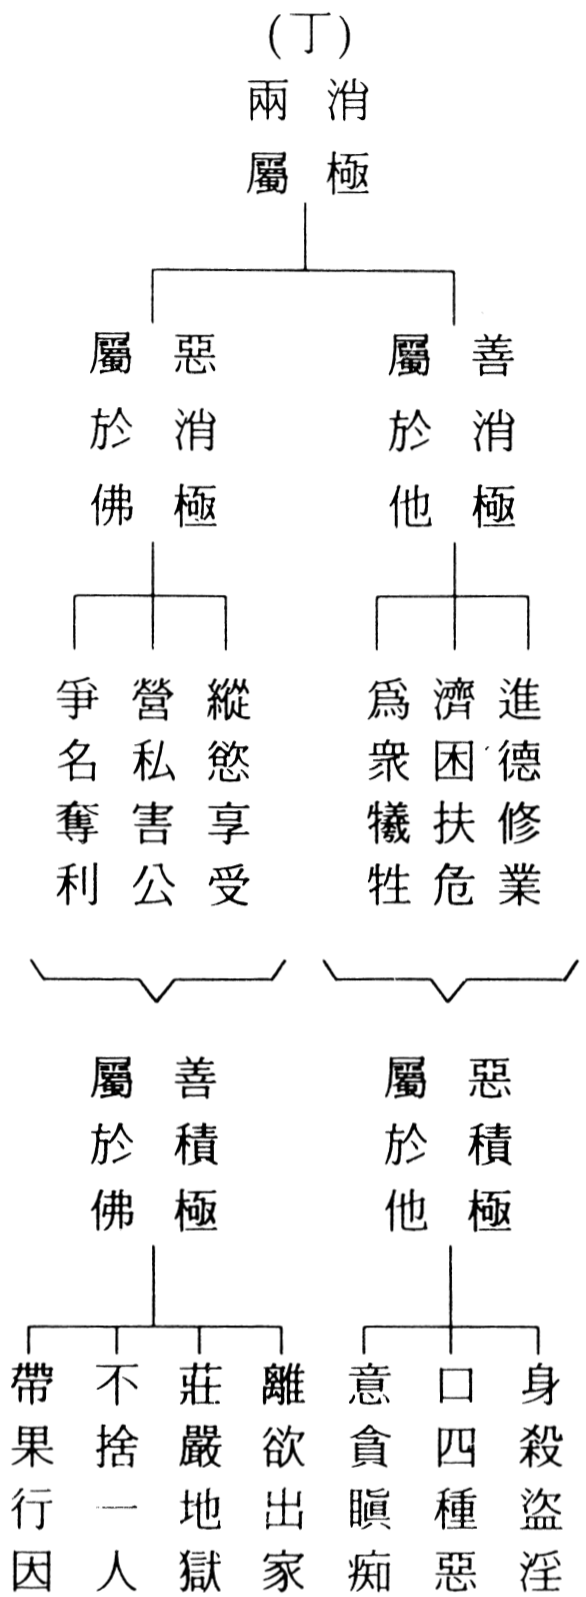 (丁)
消極
兩屬
善消極
屬於他
惡消極
屬於佛
進德修業
濟困扶危
爲衆犧牲
縱慾享受
營私害公
爭名奪利
惡積極
屬於他
善積極
屬於佛
身殺盜淫
口四種惡
意貪瞋痴
離欲出家
莊嚴地獄
不捨一人
帶果行因